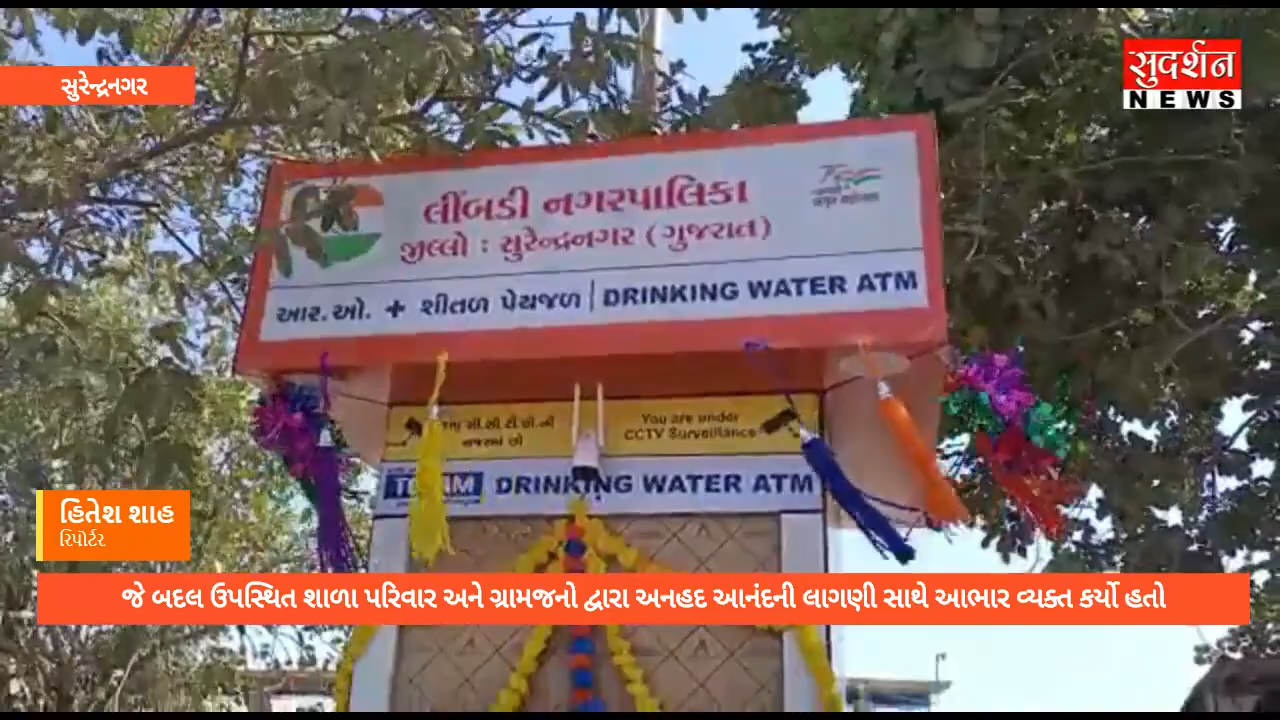 સુરેન્દ્રનગર
સુદર્શન
NEWS
લીંબડી નગરપાલિકા
જીલ્લો : સુરેન્દ્રનગર (ગુજરાત)
આર.ઓ. + શીતળ પેયજળ | DRINKING WATER ATM
સી.સી.ટી.વી.ની
નજરમાં છો
You are under
CCTV Surveillance
DRINKING WATER ATM
હિતેશ શાહ
રિપોર્ટર
જે બદલ ઉપસ્થિત શાળા પરિવાર અને ગ્રામજનો દ્વારા અનહદ આનંદની લાગણી સાથે આભાર વ્યક્ત કર્યો હતો